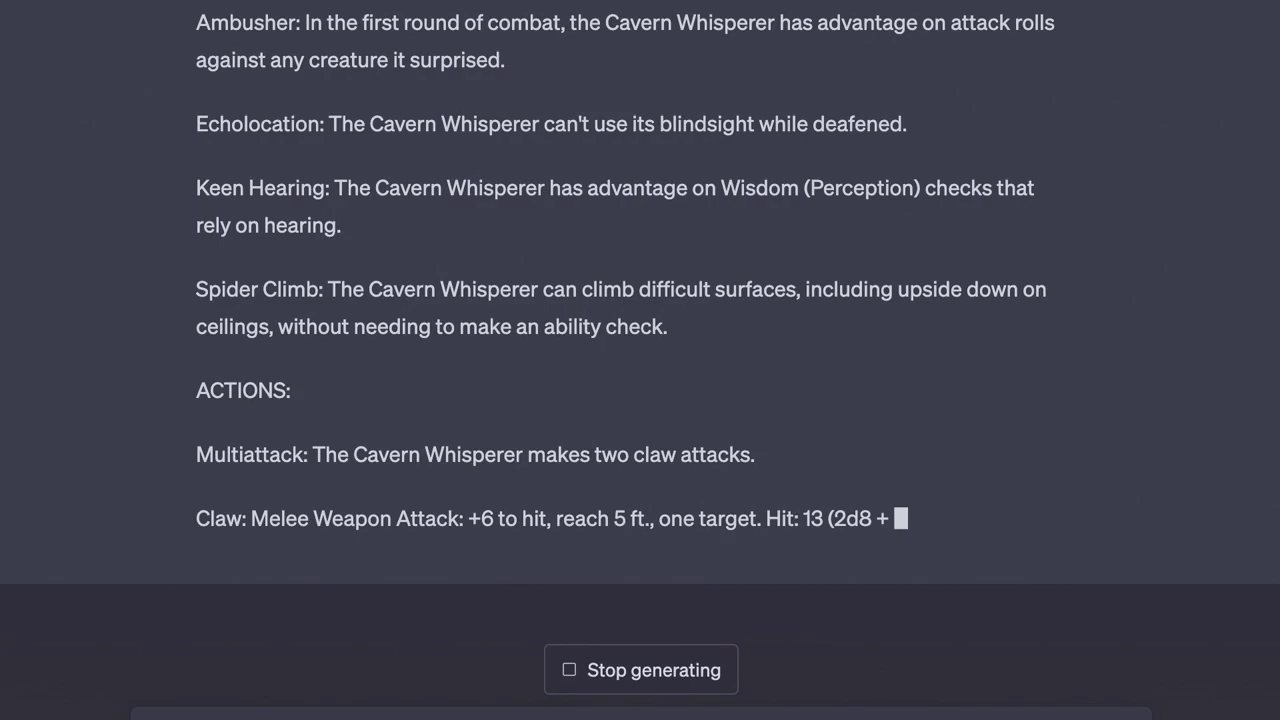 Ambusher: In the first round of combat, the Cavern Whisperer has advantage on attack rolls
against any creature it surprised.
Echolocation: The Cavern Whisperer can't use its blindsight while deafened.
Keen Hearing: The Cavern Whisperer has advantage on Wisdom (Perception) checks that
rely on hearing.
Spider Climb: The Cavern Whisperer can climb difficult surfaces, including upside down on
ceilings, without needing to make an ability check.
ACTIONS:
Multiattack: The Cavern Whisperer makes two claw attacks.
Claw: Melee Weapon Attack: +6 to hit, reach 5 ft., one target. Hit: 13 (2d8 +
Stop generating